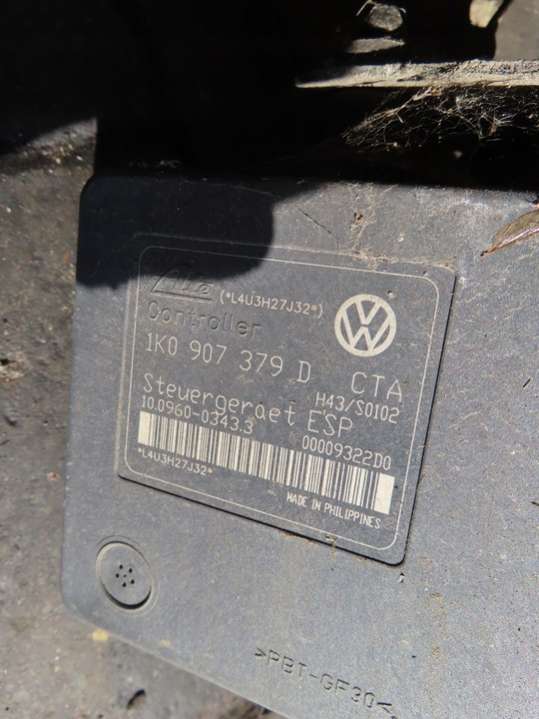 Ate (*L4U3H27J32*)
Controller
1K0 907 379 D CTA
H43/S0102
Steuergeraet ESP
10.0960-0343.3 00009322D0
*L4U3H27J32*
MADE IN PHILIPPINES
>PBT-GF30<